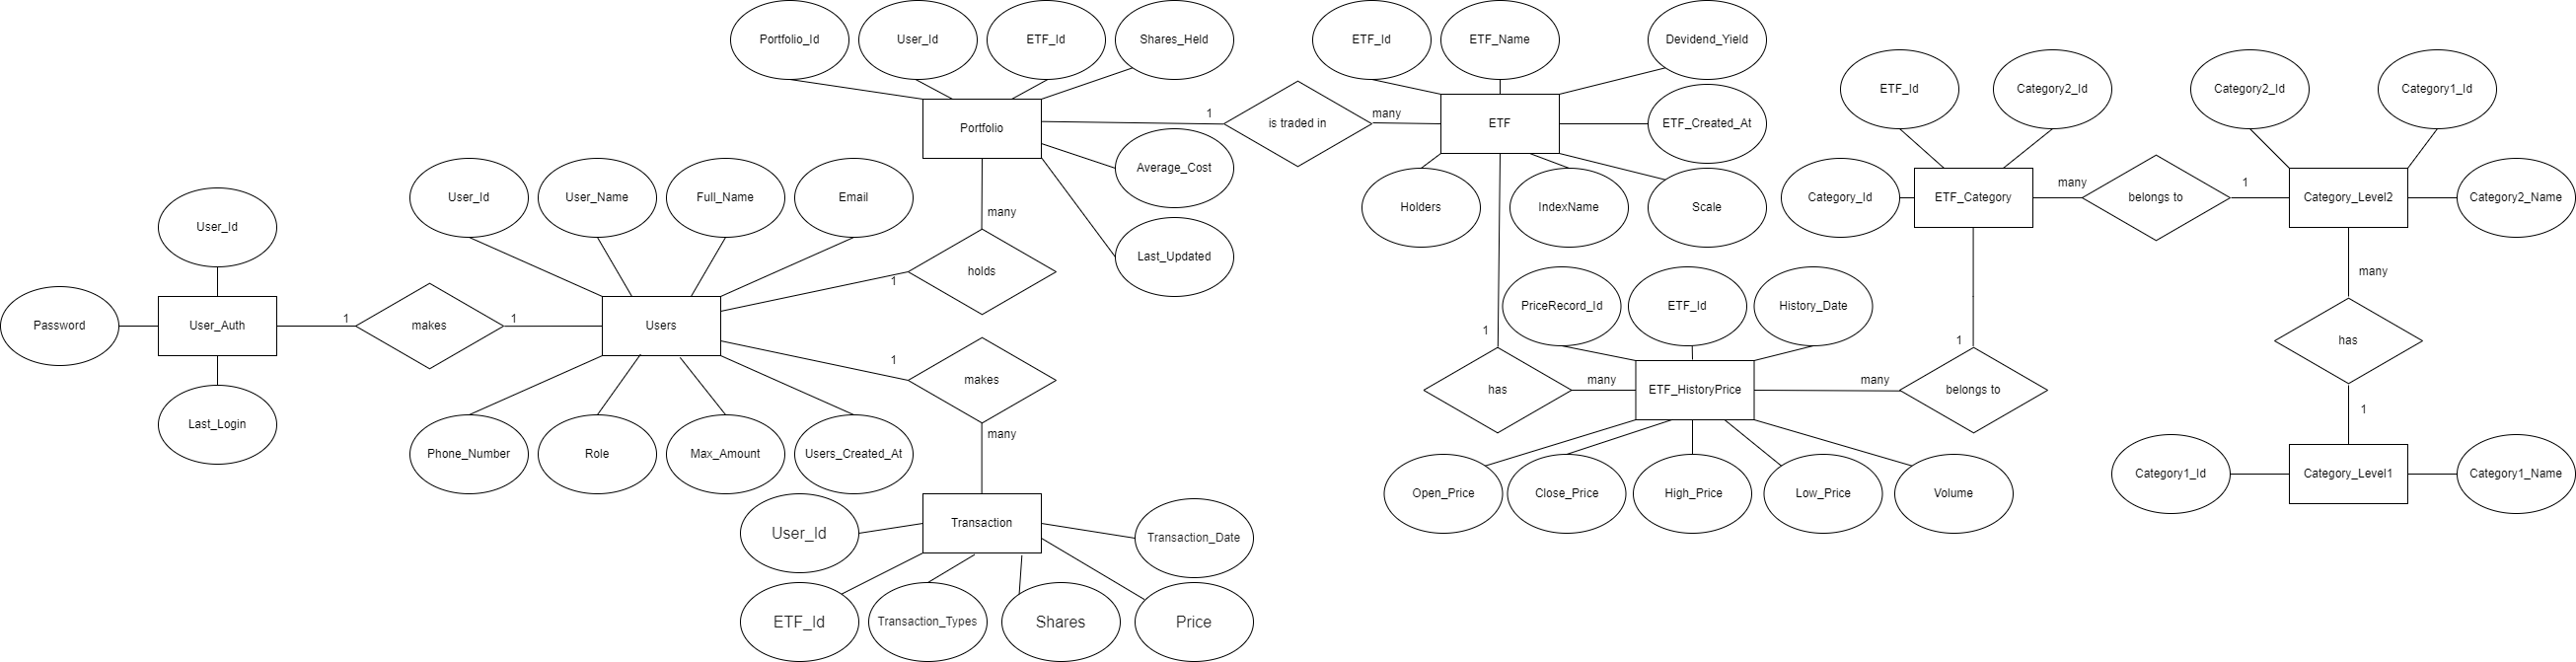 Portfolio_Id
User_Id
ETF_Id
Shares_Held
ETF_Id
ETF_Name
Devidend_Yield
ETF_Id
Category2_Id
Category2_Id
Category1_Id
Portfolio
1
is traded in
many
ETF
ETF_Created_At
Average_Cost
User_Id
User_Name
Full_Name
Email
many
Holders
IndexName
Scale
Category_Id
ETF_Category
many
belongs to
1
Category_Level2
Category2_Name
User_Id
Last_Updated
holds
1
many
Password
User_Auth
1
makes
1
Users
PriceRecord_Id
ETF_Id
History_Date
1
1
has
1
makes
has
many
ETF_HistoryPrice
many
belongs to
1
many
Phone_Number
Role
Max_Amount
Users_Created_At
Last_Login
Category1_Id
Category_Level1
Category1_Name
Open_Price
Close_Price
High_Price
Low_Price
Volume
User_Id
Transaction
Transaction_Date
ETF_Id
Transaction_Types
Shares
Price